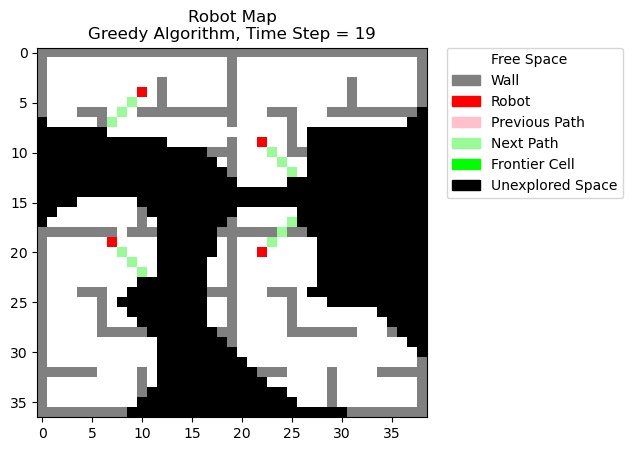 Robot Map
Greedy Algorithm, Time Step = 19
0
5
10
15
20
25
30
35
0
5
10
15
20
25
30
35
Free Space
Wall
Robot
Previous Path
Next Path
Frontier Cell
Unexplored Space